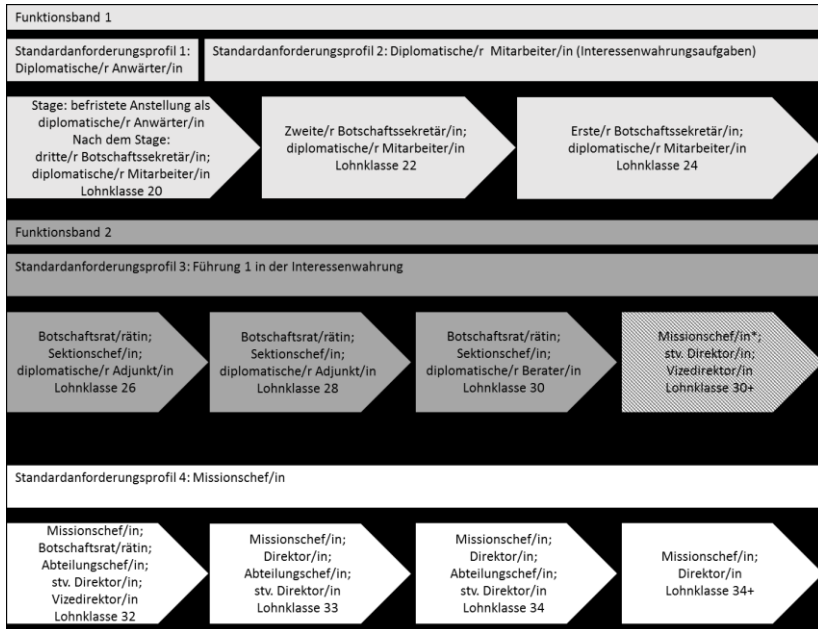 Funktionsband 1
Standardanforderungsprofil 1:
Diplomatische/r Anwärter/in
Standardanforderungsprofil 2: Diplomatische/r Mitarbeiter/in (Interessenwahrungsaufgaben)
Stage: befristete Anstellung als
diplomatische/r Anwärter/in
Nach dem Stage:
dritte/r Botschaftssekretär/in;
diplomatische/r Mitarbeiter/in
Lohnklasse 20
Zweite/r Botschaftssekretär/in;
diplomatische/r Mitarbeiter/in
Lohnklasse 22
Erste/r Botschaftssekretär/in;
diplomatische/r Mitarbeiter/in
Lohnklasse 24
Funktionsband 2
Standardanforderungsprofil 3: Führung 1 in der Interessenwahrung
Botschaftsrat/rätin;
Sektionschef/in;
diplomatische/r Adjunkt/in
Lohnklasse 26
Botschaftsrat/rätin;
Sektionschef/in;
diplomatische/r Adjunkt/in
Lohnklasse 28
Botschaftsrat/rätin;
Sektionschef/in;
diplomatische/r Berater/in
Lohnklasse 30
Missionschef/in*;
stv. Direktor/in;
Vizedirektor/in
Lohnklasse 30+
Standardanforderungsprofil 4: Missionschef/in
Missionschef/in;
Botschaftsrat/rätin;
Abteilungschef/in;
stv. Direktor/in;
Vizedirektor/in
Lohnklasse 32
Missionschef/in;
Direktor/in;
Abteilungschef/in;
stv. Direktor/in
Lohnklasse 33
Missionschef/in;
Direktor/in;
Abteilungschef/in;
stv. Direktor/in
Lohnklasse 34
Missionschef/in;
Direktor/in
Lohnklasse 34+